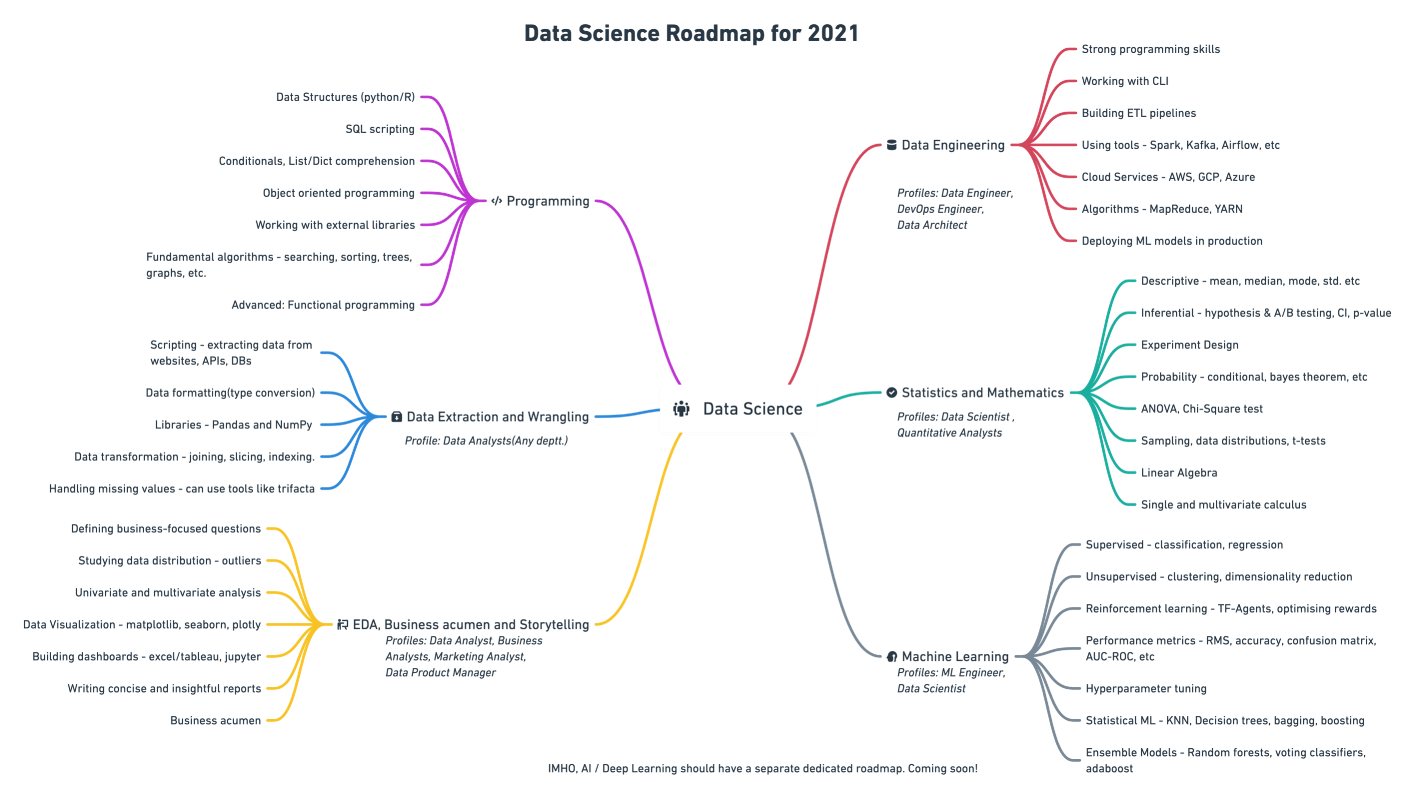 Data Science Roadmap for 2021
Data Structures (python/R)
SQL scripting
Conditionals, List/Dict comprehension
Object oriented programming
Working with external libraries
Fundamental algorithms - searching, sorting, trees,
graphs, etc.
Advanced: Functional programming
Programming
Scripting - extracting data from
websites, APIs, DBs
Data formatting(type conversion)
Libraries - Pandas and NumPy
Data transformation - joining, slicing, indexing.
Handling missing values - can use tools like trifacta
Data Extraction and Wrangling
Profile: Data Analysts(Any deptt.)
Defining business-focused questions
Studying data distribution - outliers
Univariate and multivariate analysis
Data Visualization - matplotlib, seaborn, plotly
Building dashboards - excel/tableau, jupyter
Writing concise and insightful reports
Business acumen
EDA, Business acumen and Storytelling
Profiles: Data Analyst, Business
Analysts, Marketing Analyst,
Data Product Manager
Data Science
Data Engineering
Profiles: Data Engineer,
DevOps Engineer,
Data Architect
Strong programming skills
Working with CLI
Building ETL pipelines
Using tools - Spark, Kafka, Airflow, etc
Cloud Services - AWS, GCP, Azure
Algorithms - MapReduce, YARN
Deploying ML models in production
Statistics and Mathematics
Profiles: Data Scientist ,
Quantitative Analysts
Descriptive - mean, median, mode, std. etc
Inferential - hypothesis & A/B testing, CI, p-value
Experiment Design
Probability - conditional, bayes theorem, etc
ANOVA, Chi-Square test
Sampling, data distributions, t-tests
Linear Algebra
Single and multivariate calculus
Machine Learning
Profiles: ML Engineer,
Data Scientist
Supervised - classification, regression
Unsupervised - clustering, dimensionality reduction
Reinforcement learning - TF-Agents, optimising rewards
Performance metrics - RMS, accuracy, confusion matrix,
AUC-ROC, etc
Hyperparameter tuning
Statistical ML - KNN, Decision trees, bagging, boosting
Ensemble Models - Random forests, voting classifiers,
adaboost
IMHO, AI / Deep Learning should have a separate dedicated roadmap. Coming soon!